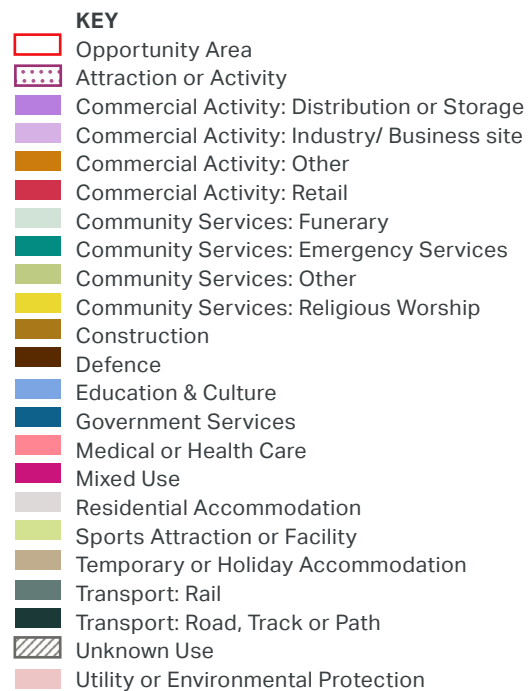 KEY
Opportunity Area
Attraction or Activity
Commercial Activity: Distribution or Storage
Commercial Activity: Industry/ Business site
Commercial Activity: Other
Commercial Activity: Retail
Community Services: Funerary
Community Services: Emergency Services
Community Services: Other
Community Services: Religious Worship
Construction
Defence
Education & Culture
Government Services
Medical or Health Care
Mixed Use
Residential Accommodation
Sports Attraction or Facility
Temporary or Holiday Accommodation
Transport: Rail
Transport: Road, Track or Path
Unknown Use
Utility or Environmental Protection